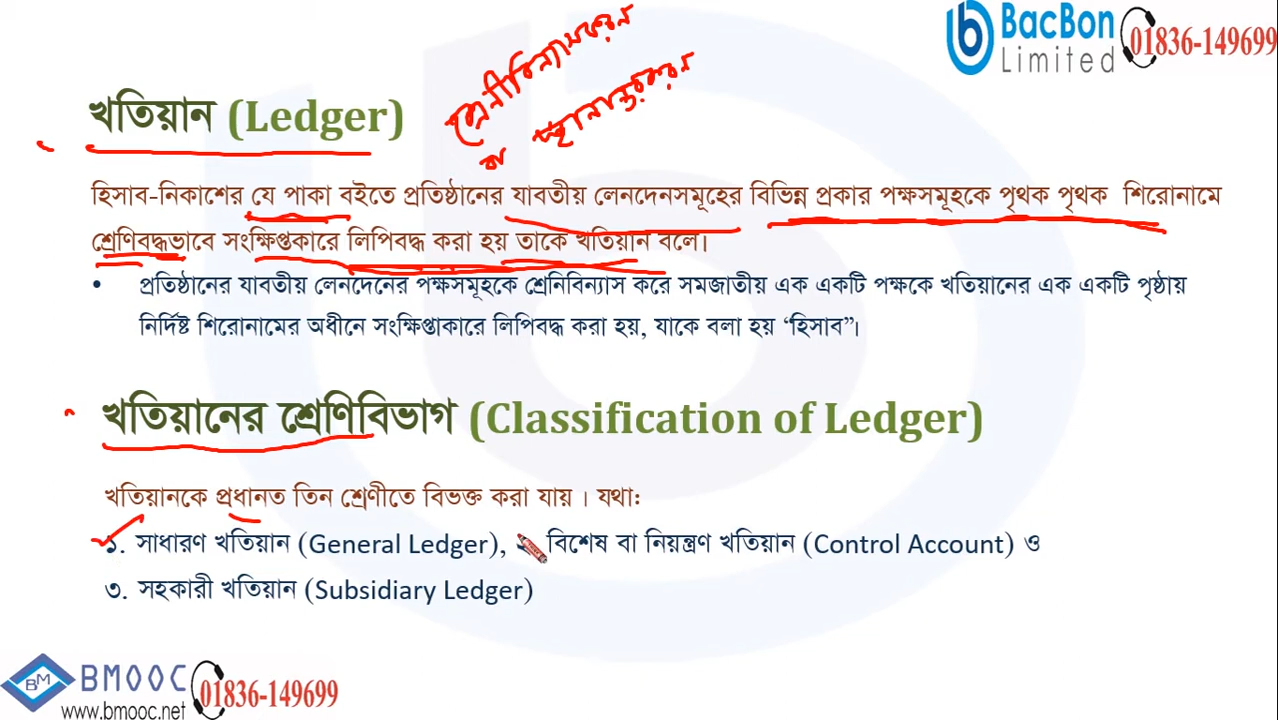 BacBon
Limited
01836-149699
শ্রেনীবিন্যাসকরন
বা স্থানান্তরকরন
খতিয়ান (Ledger)
হিসাব-নিকাশের যে পাকা বইতে প্রতিষ্ঠানের যাবতীয় লেনদেনসমূহের বিভিন্ন প্রকার পক্ষসমূহকে পৃথক পৃথক শিরোনামে
শ্রেণিবদ্ধভাবে সংক্ষিপ্তকারে লিপিবদ্ধ করা হয় তাকে খতিয়ান বলে।
• প্রতিষ্ঠানের যাবতীয় লেনদেনের পক্ষসমূহকে শ্রেনিবিন্যাস করে সমজাতীয় এক একটি পক্ষকে খতিয়ানের এক একটি পৃষ্ঠায়
নির্দিষ্ট শিরোনামের অধীনে সংক্ষিপ্তাকারে লিপিবদ্ধ করা হয়, যাকে বলা হয় “হিসাব”।
খতিয়ানের শ্রেণিবিভাগ (Classification of Ledger)
খতিয়ানকে প্রধানত তিন শ্রেণীতে বিভক্ত করা যায়। যথা:
১. সাধারণ খতিয়ান (General Ledger), বিশেষ বা নিয়ন্ত্রণ খতিয়ান (Control Account) ও
৩. সহকারী খতিয়ান (Subsidiary Ledger)
BM BMOOC
01836-149699
www.bmooc.net